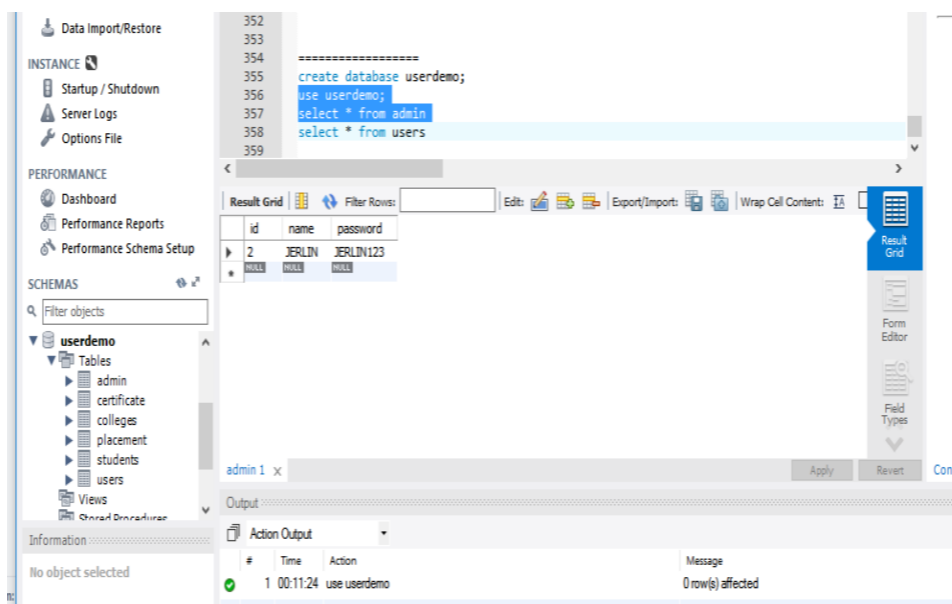 Data Import/Restore
INSTANCE
Startup / Shutdown
Server Logs
Options File
PERFORMANCE
Dashboard
Performance Reports
Performance Schema Setup
SCHEMAS
Filter objects
userdemo
Tables
admin
certificate
colleges
placement
students
users
Views
Stored Procedures
Information
No object selected
352
353
354 ==================
355 create database userdemo;
356 use userdemo;
357 select * from admin
358 select * from users
359
Result Grid Filter Rows: Edit: Export/Import: Wrap Cell Content: IA
id name password
2 JERLIN JERLIN123
* NULL NULL NULL
Result
Grid
Form
Editor
Field
Types
admin 1 x
Apply Revert Con
Output
Action Output
# Time Action Message
1 00:11:24 use userdemo 0 row(s) affected